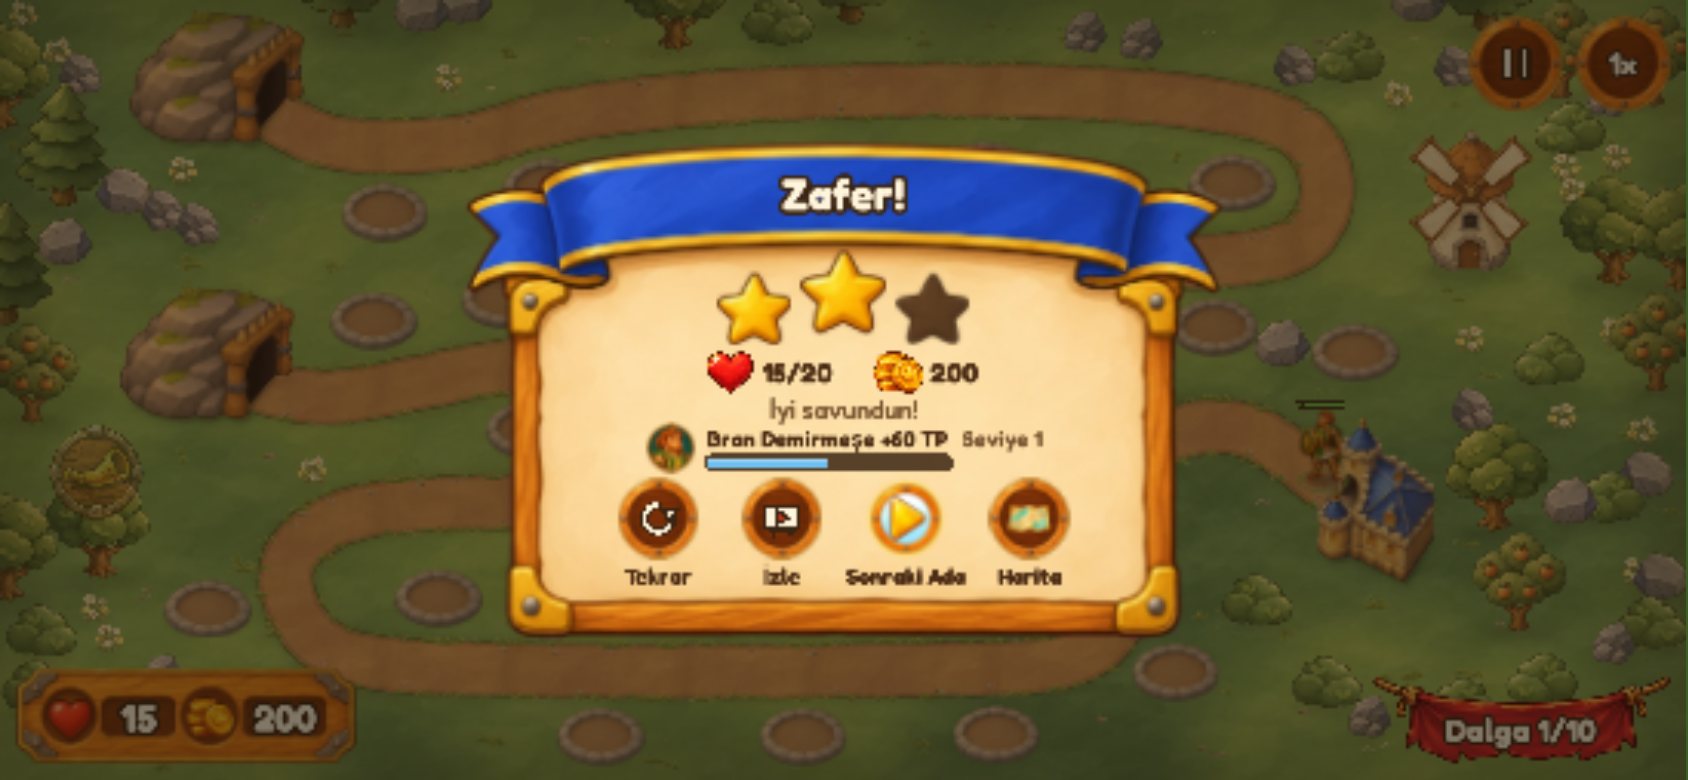 1x
Zafer!
15/20 200
İyi savundun!
Bran Demirmeşe +60 TP Seviye 1
Tekrar İzle Sonraki Ada Harita
15 200
Dalga 1/10